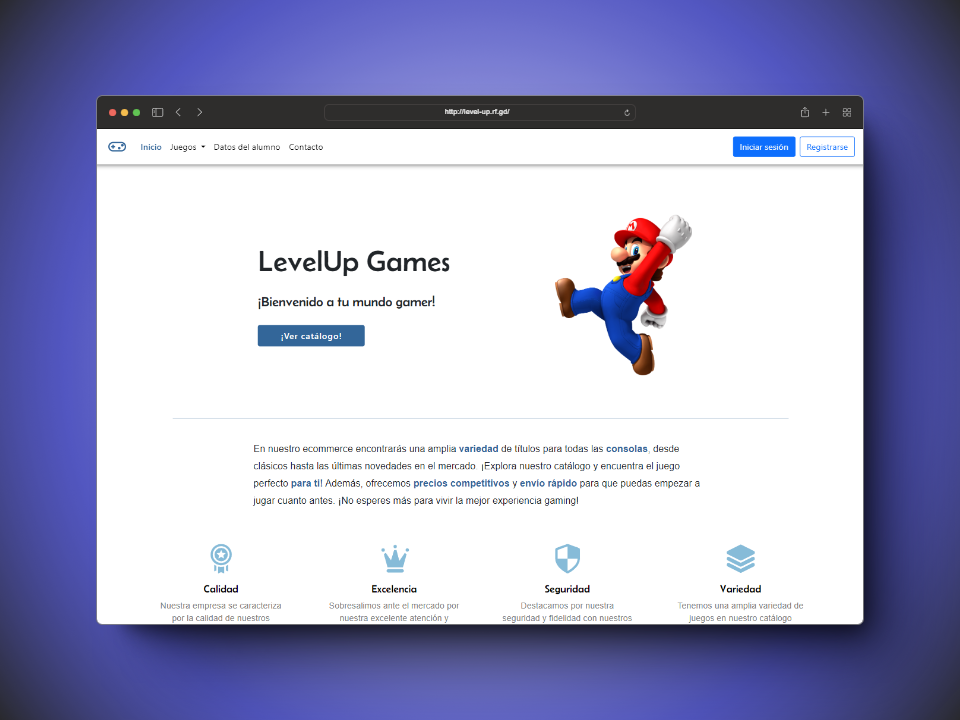 http://level-up.rf.gd/
Inicio Juegos Datos del alumno Contacto
Iniciar sesión Registrarse
LevelUp Games
¡Bienvenido a tu mundo gamer!
¡Ver catálogo!
M
En nuestro ecommerce encontrarás una amplia variedad de títulos para todas las consolas, desde
clásicos hasta las últimas novedades en el mercado. ¡Explora nuestro catálogo y encuentra el juego
perfecto para ti! Además, ofrecemos precios competitivos y envío rápido para que puedas empezar a
jugar cuanto antes. ¡No esperes más para vivir la mejor experiencia gaming!
Calidad
Nuestra empresa se caracteriza
por la calidad de nuestros
Excelencia
Sobresalimos ante el mercado por
nuestra excelente atención y
Seguridad
Destacamos por nuestra
seguridad y fidelidad con nuestros
Variedad
Tenemos una amplia variedad de
juegos en nuestro catálogo